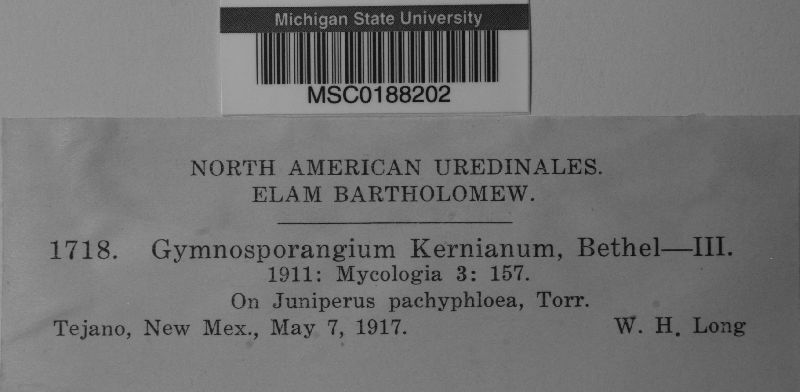 Michigan State University
MSC0188202
NORTH AMERICAN UREDINALES.
ELAM BARTHOLOMEW.
1718. Gymnosporangium Kernianum, Bethel—III.
1911: Mycologia 3: 157.
On Juniperus pachyphloea, Torr.
Tejano, New Mex., May 7, 1917. W. H. Long